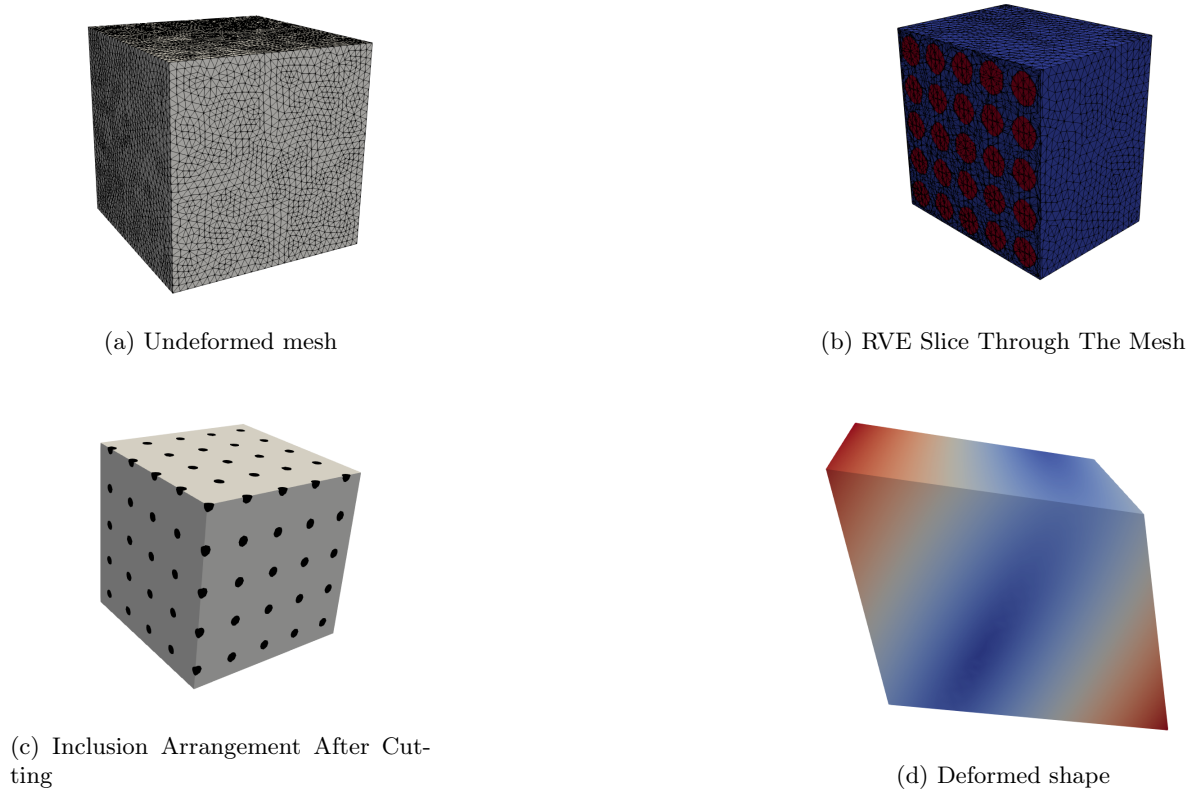 (a) Undeformed mesh
(b) RVE Slice Through The Mesh
(c) Inclusion Arrangement After Cut-
ting
(d) Deformed shape